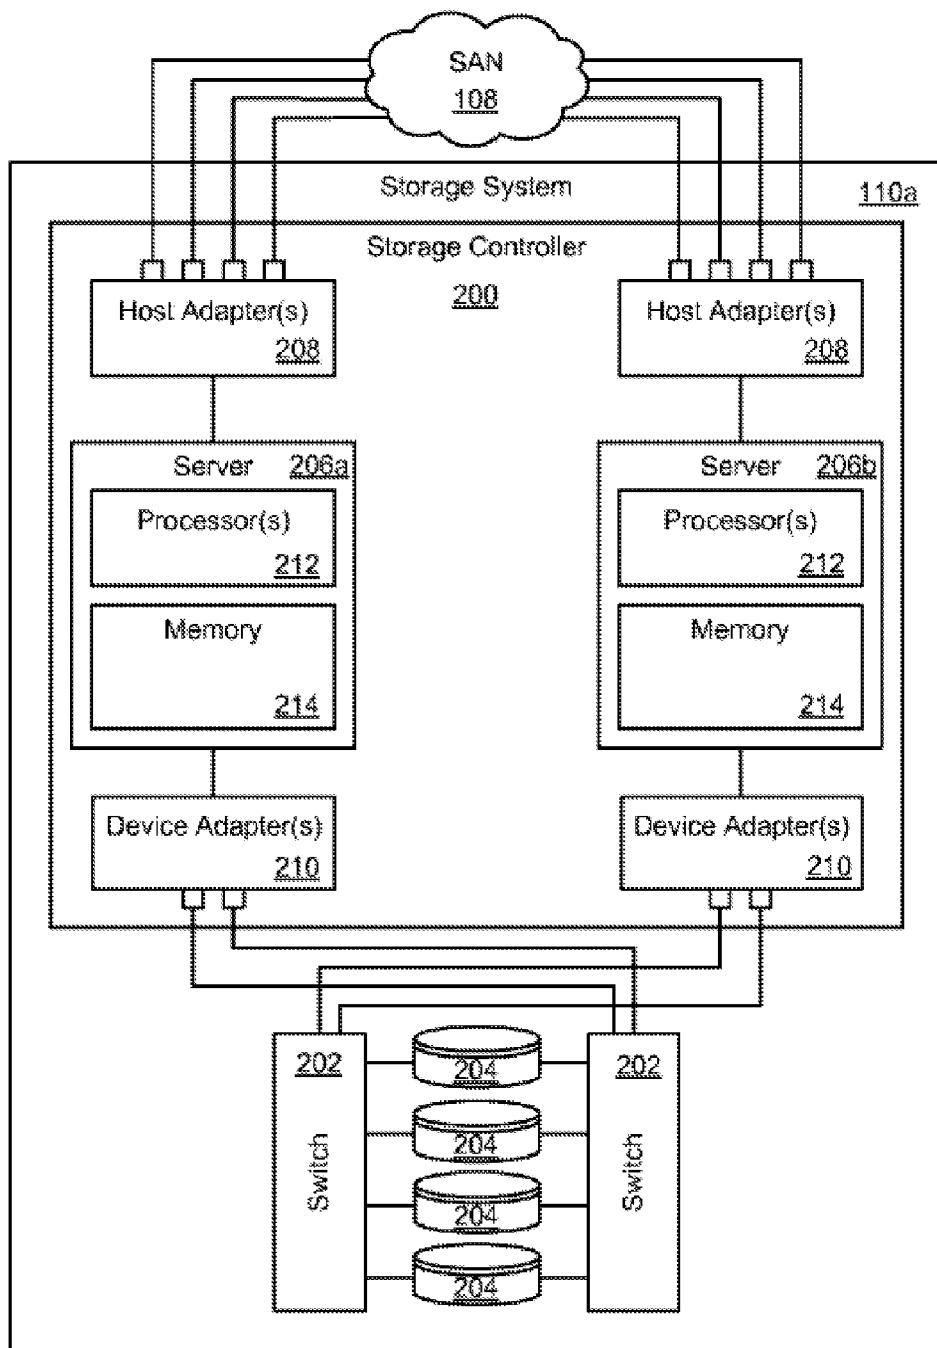 SAN
108
Storage System
110a
Storage Controller
200
Host Adapter(s)
208
Host Adapter(s)
208
Server 206a
Server 206b
Processor(s)
212
Processor(s)
212
Memory
214
Memory
214
Device Adapter(s)
210
Device Adapter(s)
210
202
204
202
204
204
204
Switch
Switch